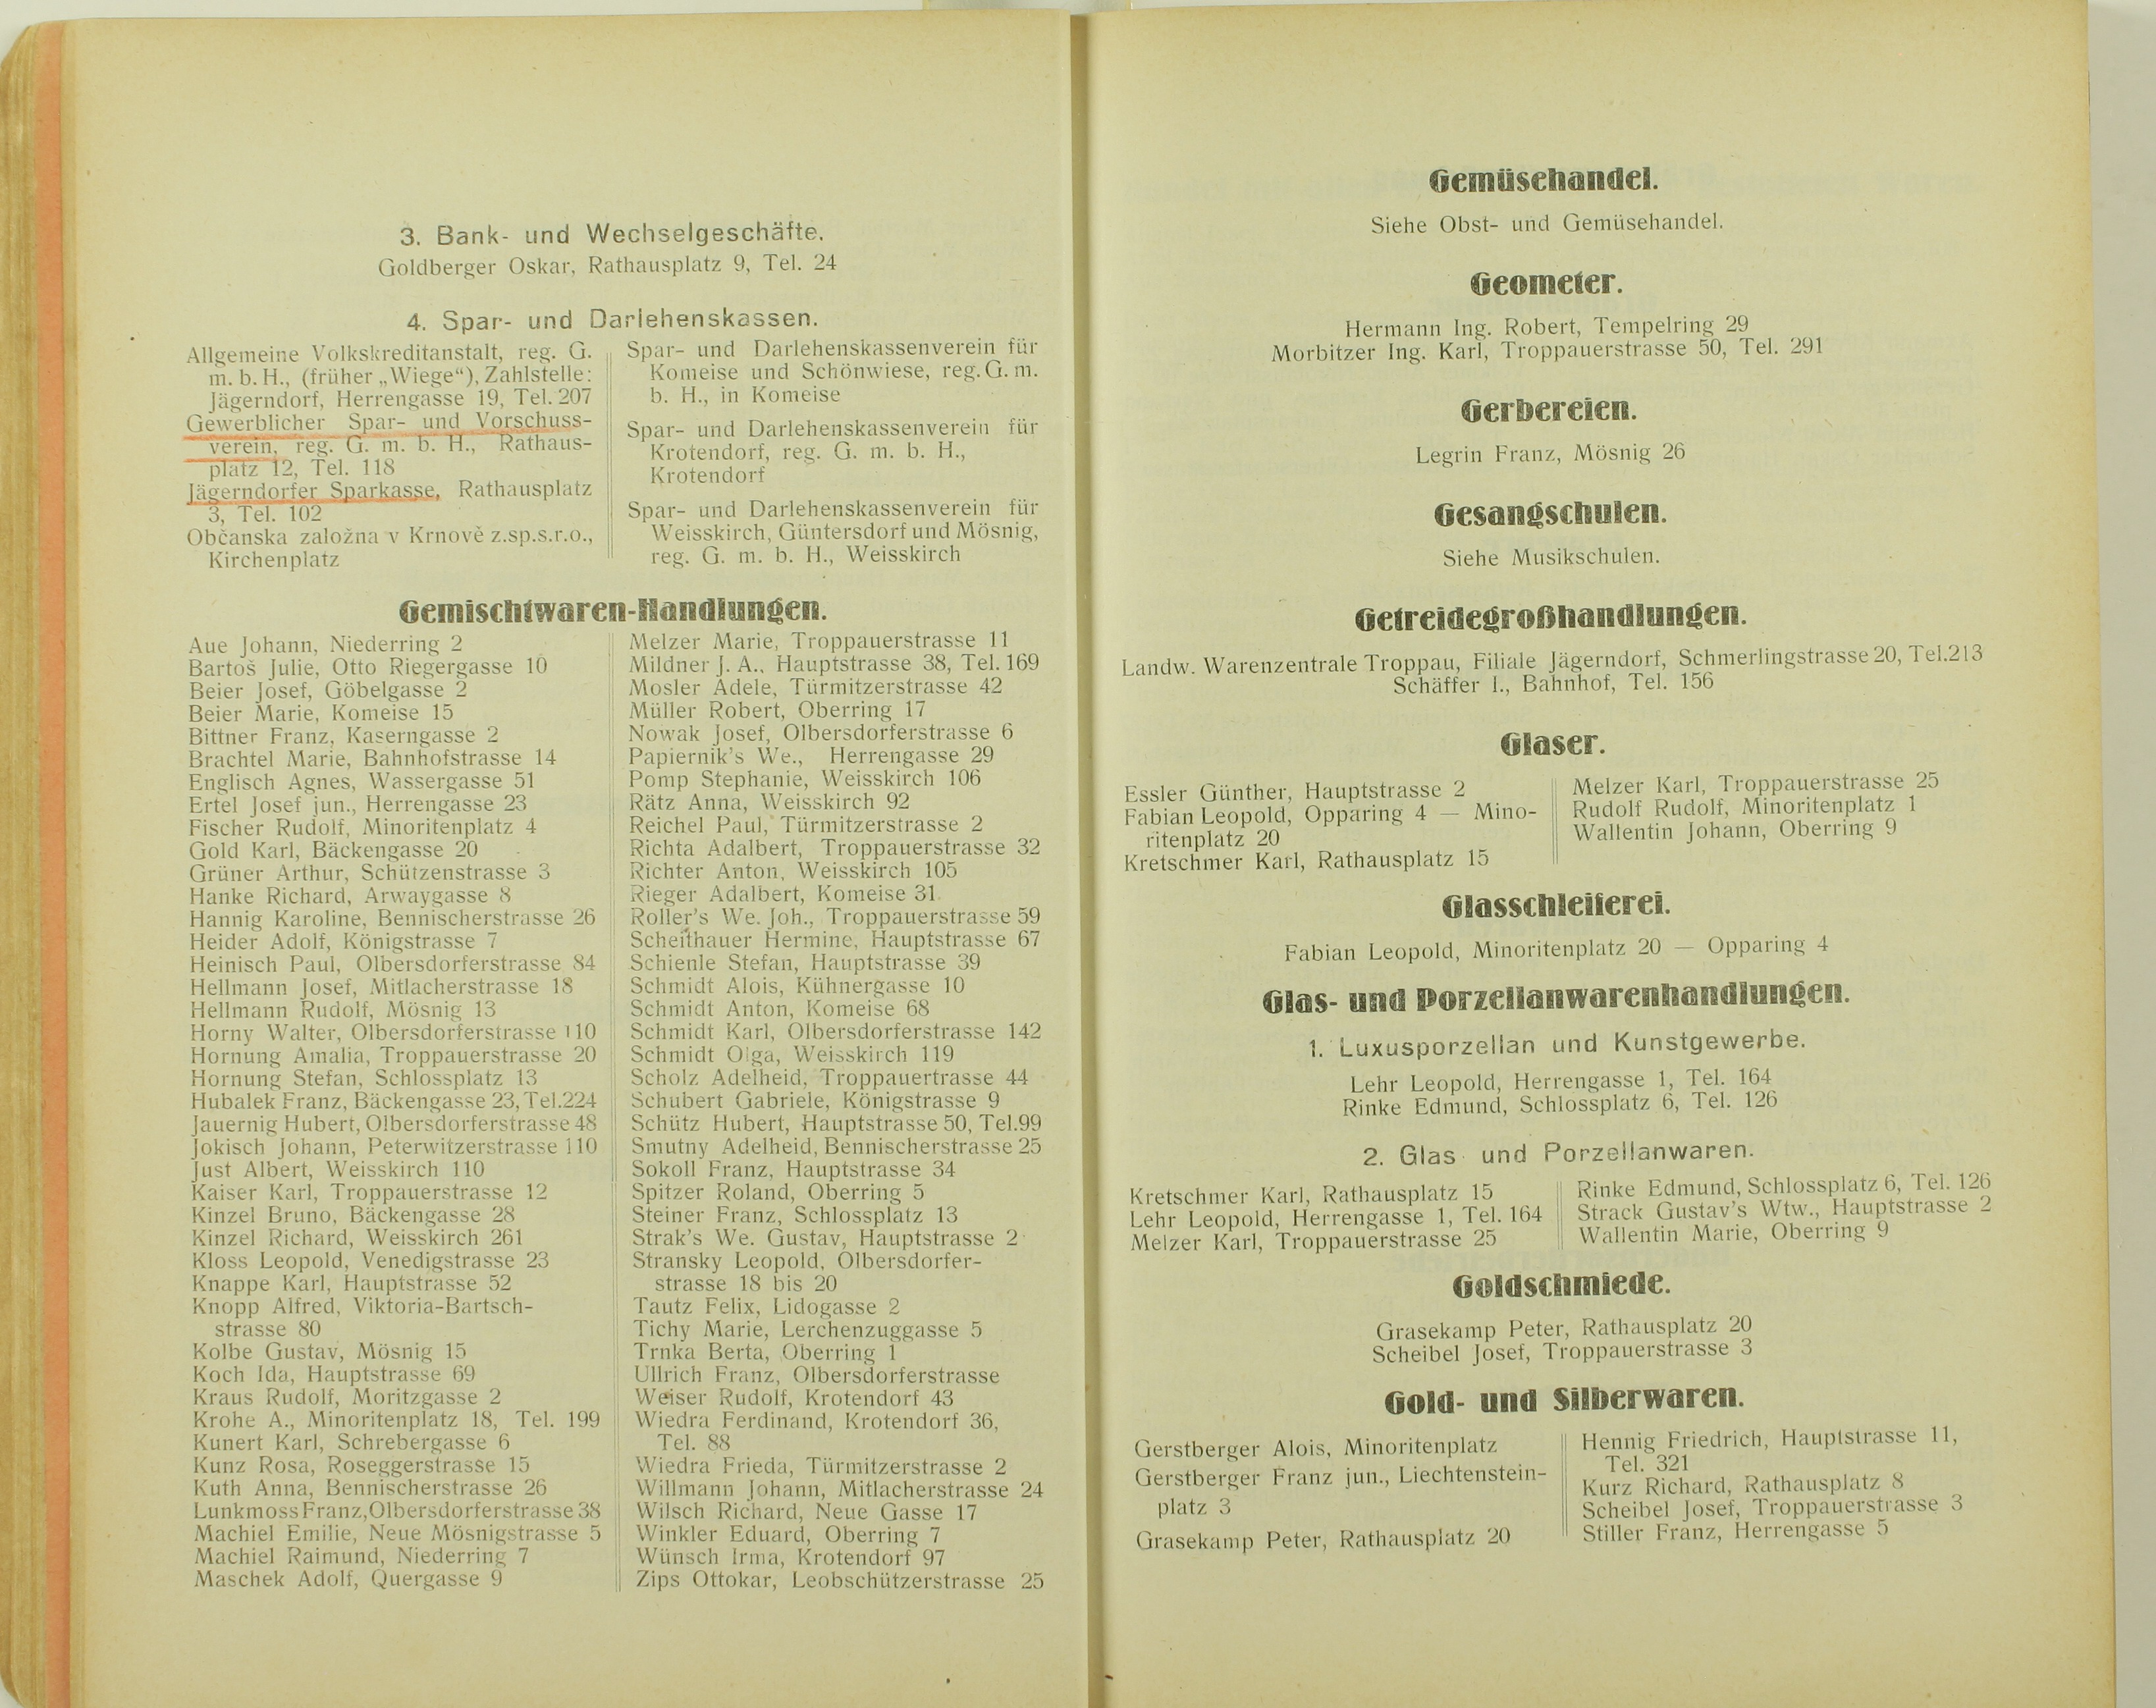 3. Bank- und Wechselgeschäfte.
Goldberger Oskar, Rathausplatz 9, Tel. 24
4. Spar- und Darlehenskassen.
Allgemeine Volkskreditanstalt, reg. G.
m. b. H., (früher „Wiege“), Zahlstelle:
Jägerndorf, Herrengasse 19, Tel. 207
Gewerblicher Spar- und Vorschuss-
verein, reg. G. m. b. H., Rathaus-
platz 12, Tel. 118
Jägerndorfer Sparkasse, Rathausplatz
3, Tel. 102
Občanska založna v Krnově z.sp.s.r.o.,
Kirchenplatz
Spar- und Darlehenskassenverein für
Komeise und Schönwiese, reg. G. m.
b. H., in Komeise
Spar- und Darlehenskassenverein für
Krotendorf, reg. G. m. b. H.,
Krotendorf
Spar- und Darlehenskassenverein für
Weisskirch, Güntersdorf und Mösnig,
reg. G. m. b. H., Weisskirch
Gemischtwaren-Handlungen.
Aue Johann, Niederring 2
Bartoš Julie, Otto Riegergasse 10
Beier Josef, Göbelgasse 2
Beier Marie, Komeise 15
Bittner Franz, Kaserngasse 2
Brachtel Marie, Bahnhofstrasse 14
Englisch Agnes, Wassergasse 51
Ertel Josef jun., Herrengasse 23
Fischer Rudolf, Minoritenplatz 4
Gold Karl, Bäckengasse 20
Grüner Arthur, Schützenstrasse 3
Hanke Richard, Arwaygasse 8
Hannig Karoline, Bennischerstrasse 26
Heider Adolf, Königstrasse 7
Heinisch Paul, Olbersdorferstrasse 84
Hellmann Josef, Mitlacherstrasse 18
Hellmann Rudolf, Mösnig 13
Horny Walter, Olbersdorferstrasse 110
Hornung Amalia, Troppauerstrasse 20
Hornung Stefan, Schlossplatz 13
Hubalek Franz, Bäckengasse 23, Tel.224
Jauernig Hubert, Olbersdorferstrasse 48
Jokisch Johann, Peterwitzerstrasse 110
Just Albert, Weisskirch 110
Kaiser Karl, Troppauerstrasse 12
Kinzel Bruno, Bäckengasse 28
Kinzel Richard, Weisskirch 261
Kloss Leopold, Venedigstrasse 23
Knappe Karl, Hauptstrasse 52
Knopp Alfred, Viktoria-Bartsch-
strasse 80
Kolbe Gustav, Mösnig 15
Koch Ida, Hauptstrasse 69
Kraus Rudolf, Moritzgasse 2
Krohe A., Minoritenplatz 18, Tel. 199
Kunert Karl, Schrebergasse 6
Kunz Rosa, Roseggerstrasse 15
Kuth Anna, Bennischerstrasse 26
Lunkmoss Franz, Olbersdorferstrasse 38
Machiel Emilie, Neue Mösnigstrasse 5
Machiel Raimund, Niederring 7
Maschek Adolf, Quergasse 9
Melzer Marie, Troppauerstrasse 11
Mildner J. A., Hauptstrasse 38, Tel. 169
Mosler Adele, Türmitzerstrasse 42
Müller Robert, Oberring 17
Nowak Josef, Olbersdorferstrasse 6
Papiernik's We., Herrengasse 29
Pomp Stephanie, Weisskirch 106
Rätz Anna, Weisskirch 92
Reichel Paul, Türmitzerstrasse 2
Richta Adalbert, Troppauerstrasse 32
Richter Anton, Weisskirch 105
Rieger Adalbert, Komeise 31
Roller's We. Joh., Troppauerstrasse 59
Scheithauer Hermine, Hauptstrasse 67
Schienle Stefan, Hauptstrasse 39
Schmidt Alois, Kühnergasse 10
Schmidt Anton, Komeise 68
Schmidt Karl, Olbersdorferstrasse 142
Schmidt Olga, Weisskirch 119
Scholz Adelheid, Troppauertrasse 44
Schubert Gabriele, Königstrasse 9
Schütz Hubert, Hauptstrasse 50, Tel.99
Smutny Adelheid, Bennischerstrasse 25
Sokoll Franz, Hauptstrasse 34
Spitzer Roland, Oberring 5
Steiner Franz, Schlossplatz 13
Strak's We. Gustav, Hauptstrasse 2
Stransky Leopold, Olbersdorfer-
strasse 18 bis 20
Tautz Felix, Lidogasse 2
Tichy Marie, Lerchenzuggasse 5
Trnka Berta, Oberring 1
Ullrich Franz, Olbersdorferstrasse
Weiser Rudolf, Krotendorf 43
Wiedra Ferdinand, Krotendorf 36,
Tel. 88
Wiedra Frieda, Türmitzerstrasse 2
Willmann Johann, Mitlacherstrasse 24
Wilsch Richard, Neue Gasse 17
Winkler Eduard, Oberring 7
Wünsch Irma, Krotendorf 97
Zips Ottokar, Leobschützerstrasse 25
Gemüsehandel.
Siehe Obst- und Gemüsehandel.
Geometer.
Hermann Ing. Robert, Tempelring 29
Morbitzer Ing. Karl, Troppauerstrasse 50, Tel. 291
Gerbereien.
Legrin Franz, Mösnig 26
Gesangschulen.
Siehe Musikschulen.
Getreidegroßhandlungen.
Landw. Warenzentrale Troppau, Filiale Jägerndorf, Schmerlingstrasse 20, Tel.213
Schäffer I., Bahnhof, Tel. 156
Glaser.
Essler Günther, Hauptstrasse 2
Fabian Leopold, Opparing 4 — Mino-
ritenplatz 20
Kretschmer Karl, Rathausplatz 15
Melzer Karl, Troppauerstrasse 25
Rudolf Rudolf, Minoritenplatz 1
Wallentin Johann, Oberring 9
Glasschleiferei.
Fabian Leopold, Minoritenplatz 20 — Opparing 4
Glas- und Porzellanwarenhandlungen.
1. Luxusporzellan und Kunstgewerbe.
Lehr Leopold, Herrengasse 1, Tel. 164
Rinke Edmund, Schlossplatz 6, Tel. 126
2. Glas- und Porzellanwaren.
Kretschmer Karl, Rathausplatz 15
Lehr Leopold, Herrengasse 1, Tel. 164
Melzer Karl, Troppauerstrasse 25
Rinke Edmund, Schlossplatz 6, Tel. 126
Strack Gustav's Wtw., Hauptstrasse 2
Wallentin Marie, Oberring 9
Goldschmiede.
Grasekamp Peter, Rathausplatz 20
Scheibel Josef, Troppauerstrasse 3
Gold- und Silberwaren.
Gerstberger Alois, Minoritenplatz
Gerstberger Franz jun., Liechtenstein-
platz 3
Grasekamp Peter, Rathausplatz 20
Hennig Friedrich, Hauptstrasse 11,
Tel. 321
Kurz Richard, Rathausplatz 8
Scheibel Josef, Troppauerstrasse 3
Stiller Franz, Herrengasse 5